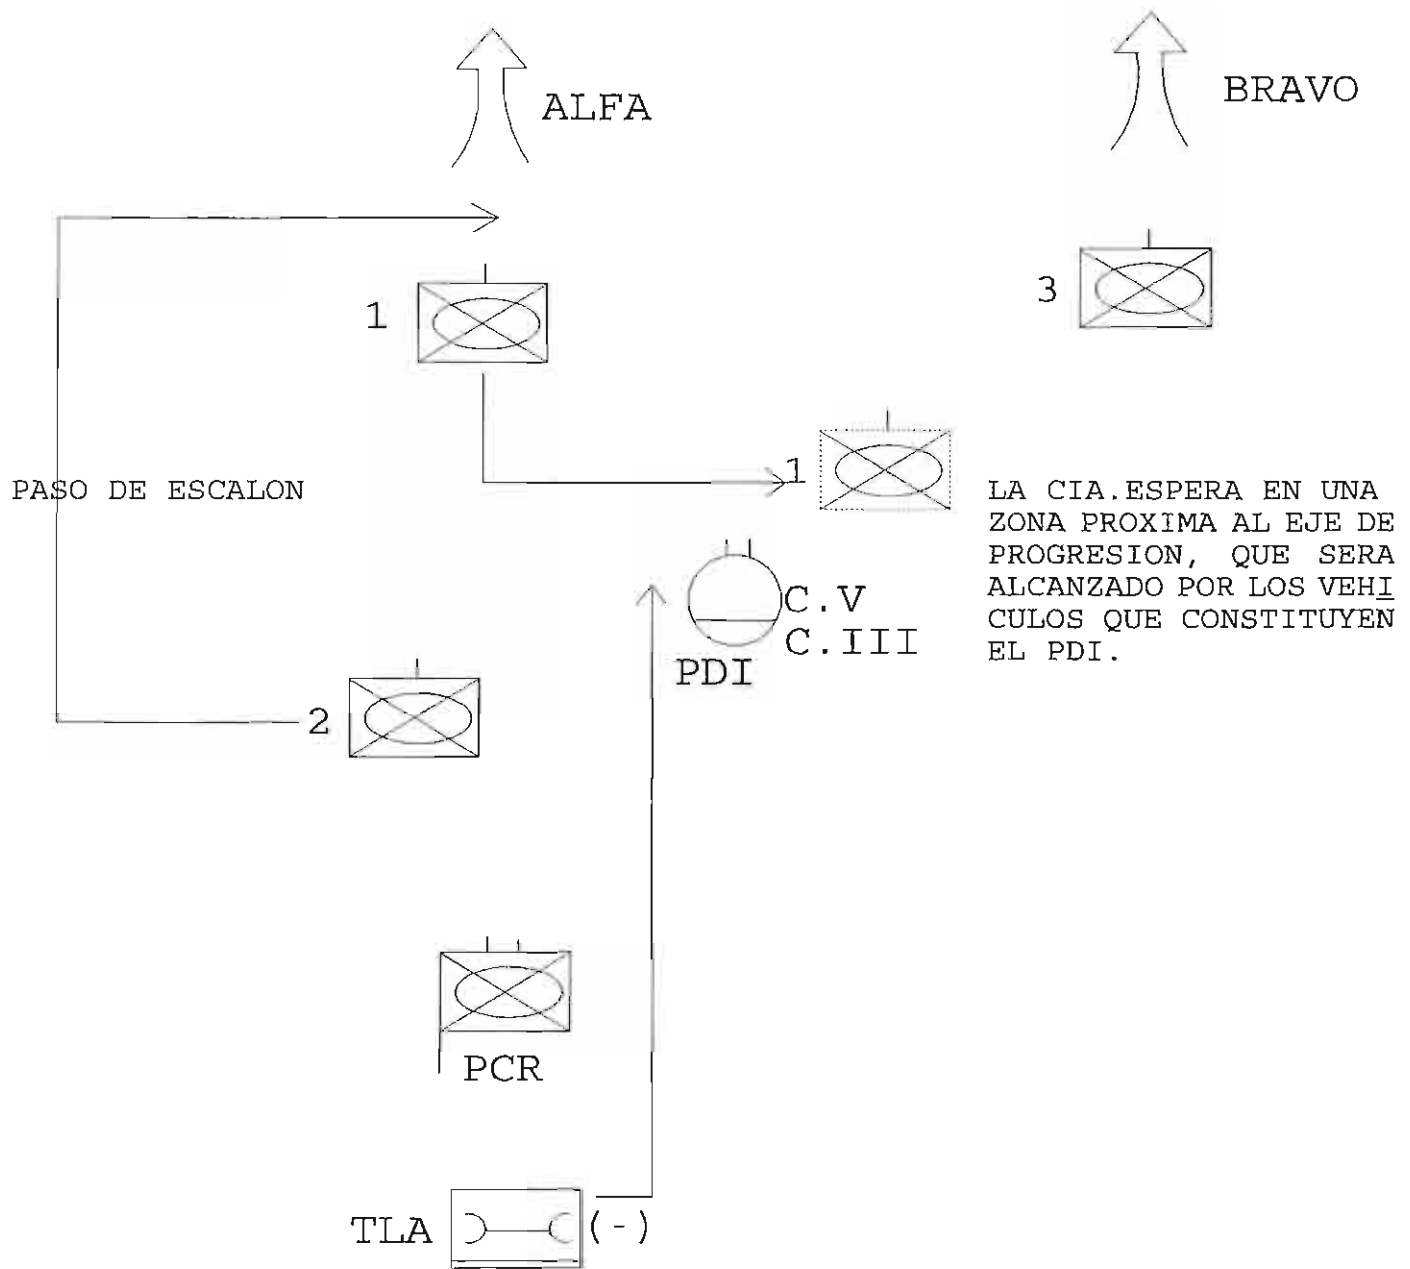 ALFA
BRAVO
1
3
1
PASO DE ESCALON
LA CIA.ESPERA EN UNA
ZONA PROXIMA AL EJE DE
PROGRESION, QUE SERA
ALCANZADO POR LOS VEHI
CULOS QUE CONSTITUYEN
EL PDI.
C.V
C.III
PDI
2
PCR
TLA
(-)